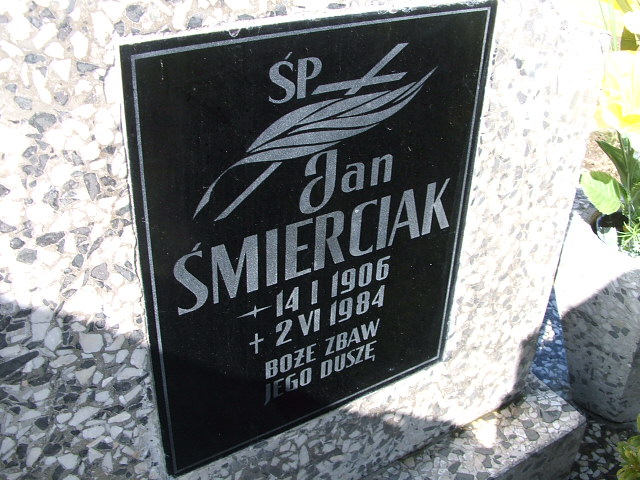 ŚP
Jan
ŚMIERCIAK
14 I 1906
† 2 VI 1984
BOŻE ZBAW
JEGO DUSZĘ